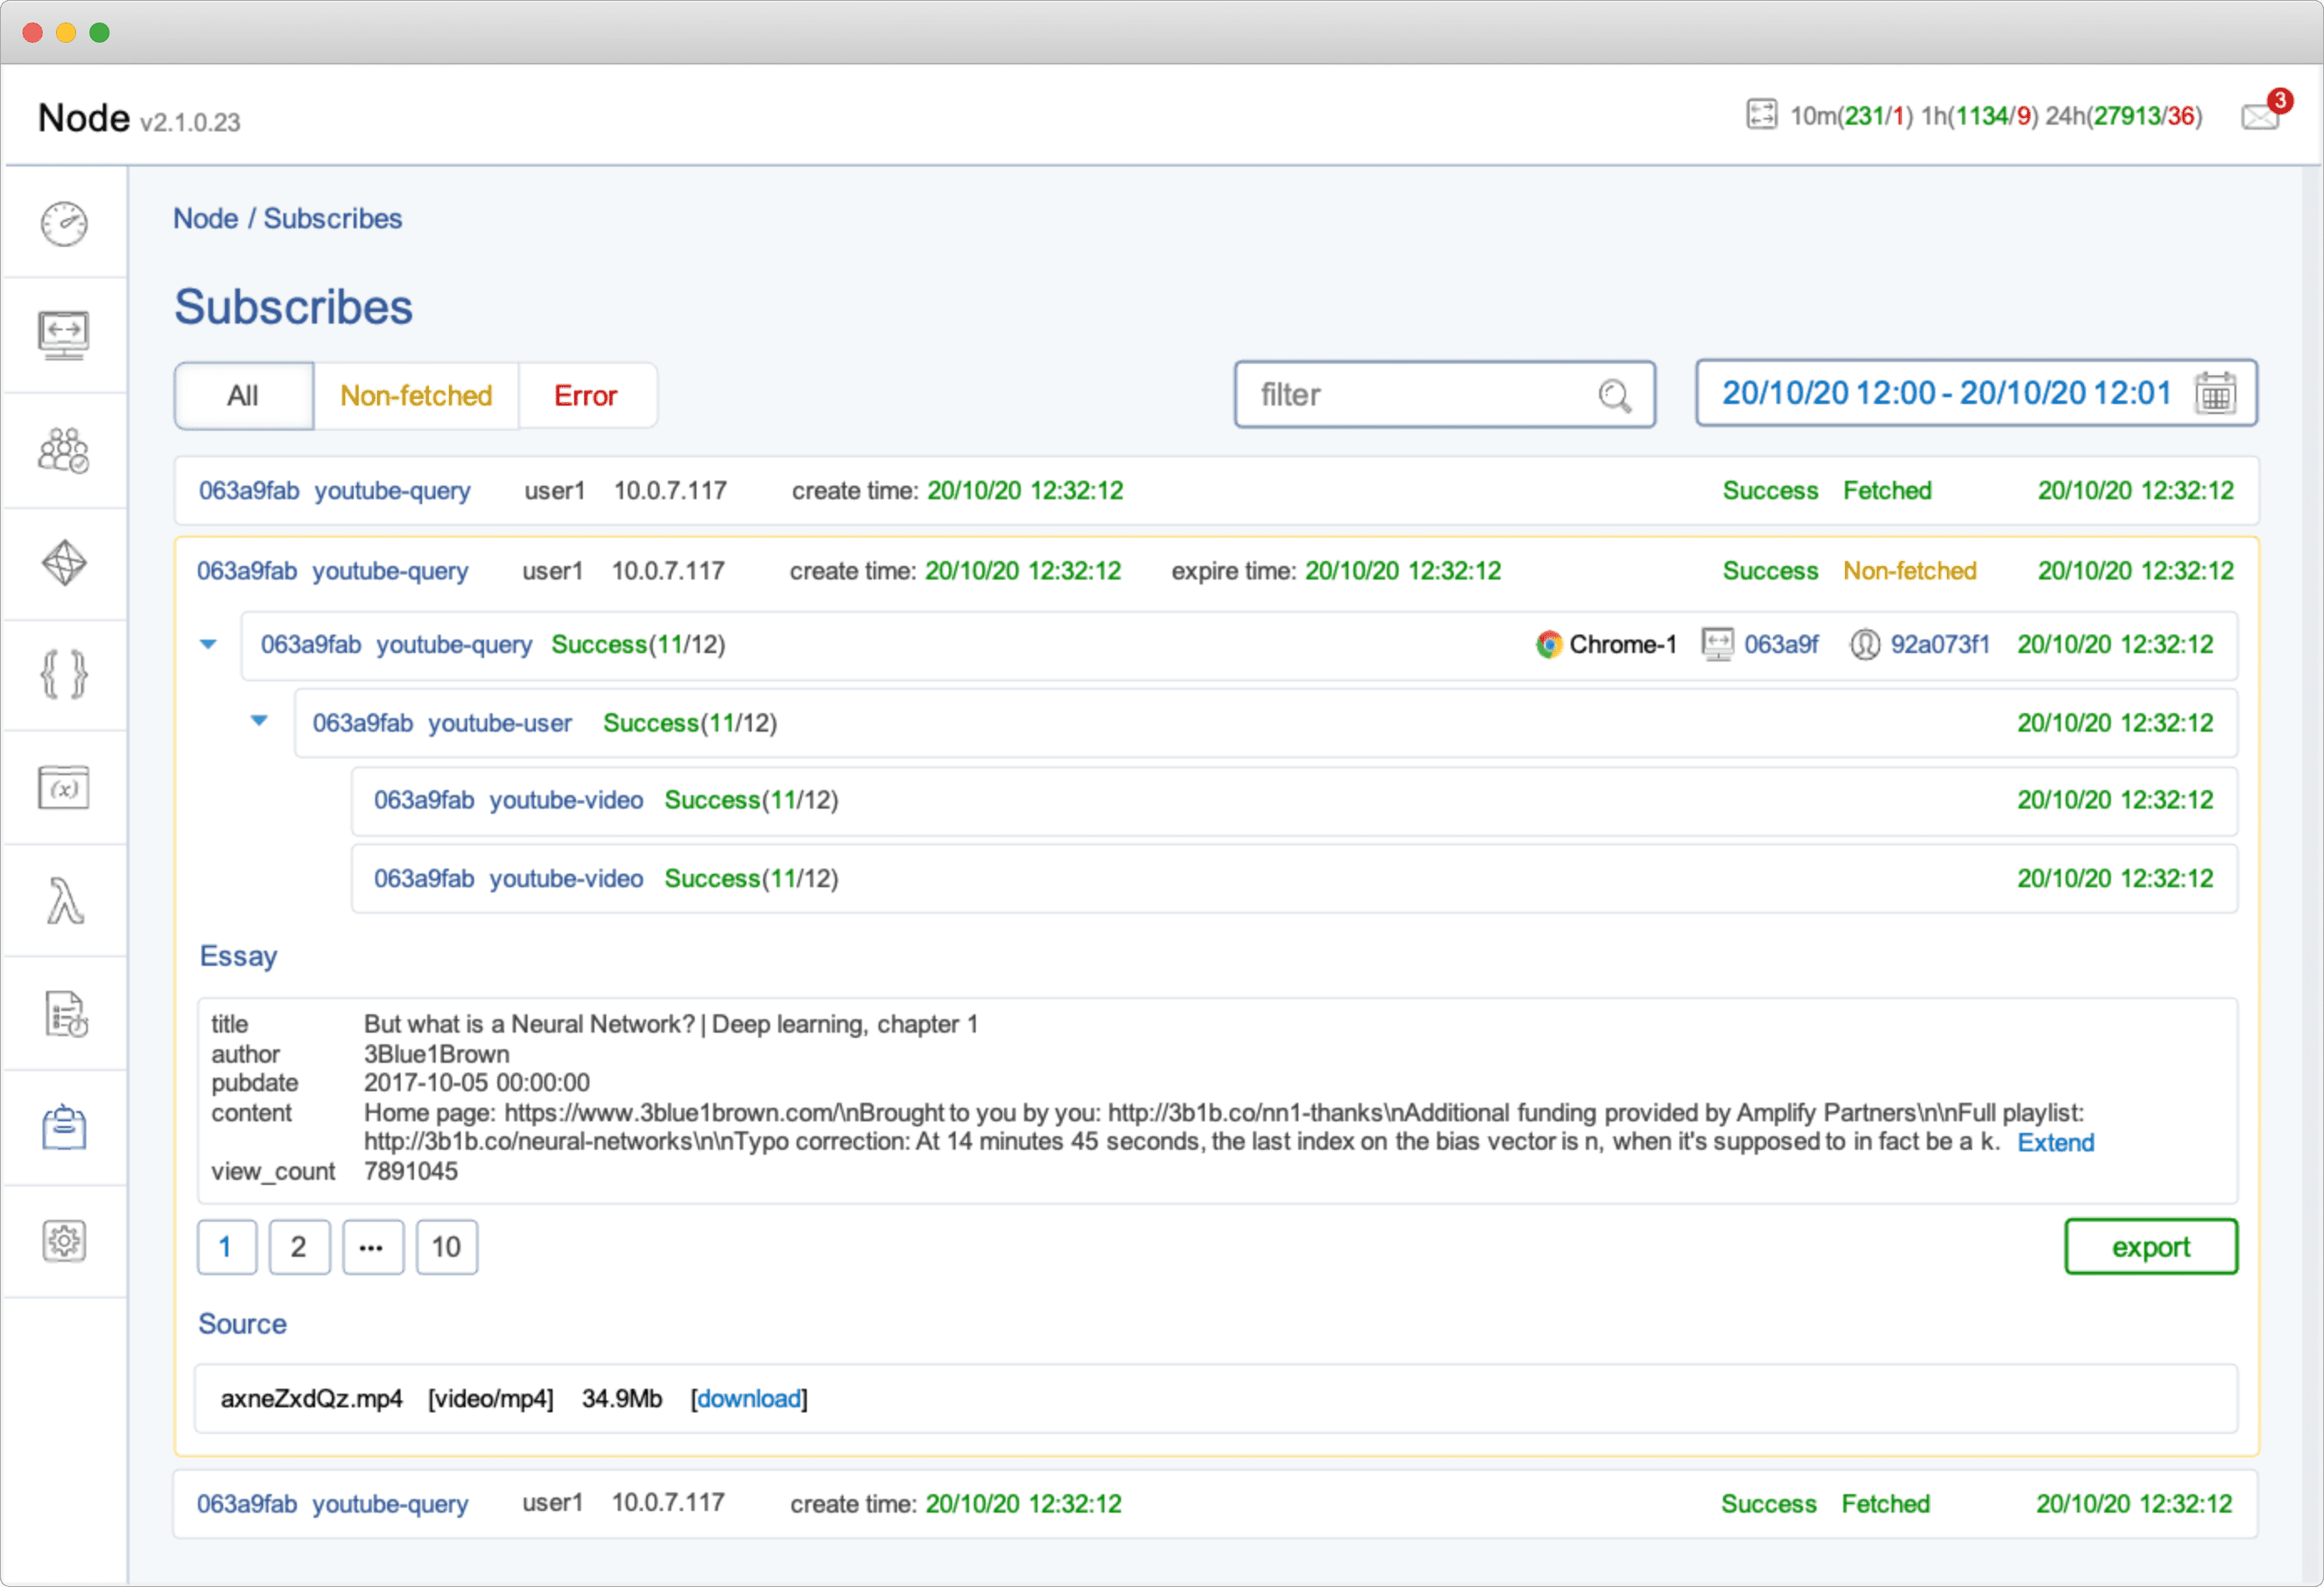 Node v2.1.0.23
10m(231/1) 1h(1134/9) 24h(27913/36)
3
Node / Subscribes
Subscribes
All Non-fetched Error
filter
20/10/20 12:00 - 20/10/20 12:01
063a9fab youtube-query user1 10.0.7.117 create time: 20/10/20 12:32:12 Success Fetched 20/10/20 12:32:12
063a9fab youtube-query user1 10.0.7.117 create time: 20/10/20 12:32:12 expire time: 20/10/20 12:32:12 Success Non-fetched 20/10/20 12:32:12
063a9fab youtube-query Success(11/12) Chrome-1 063a9f 92a073f1 20/10/20 12:32:12
063a9fab youtube-user Success(11/12) 20/10/20 12:32:12
063a9fab youtube-video Success(11/12) 20/10/20 12:32:12
063a9fab youtube-video Success(11/12) 20/10/20 12:32:12
{ }
(x)
λ
Essay
title But what is a Neural Network? | Deep learning, chapter 1
author 3Blue1Brown
pubdate 2017-10-05 00:00:00
content Home page: https://www.3blue1brown.com/\nBrought to you by you: http://3b1b.co/nn1-thanks\nAdditional funding provided by Amplify Partners\n\nFull playlist:
http://3b1b.co/neural-networks\n\nTypo correction: At 14 minutes 45 seconds, the last index on the bias vector is n, when it's supposed to in fact be a k. Extend
view_count 7891045
1 2 ... 10
export
Source
axneZxdQz.mp4 [video/mp4] 34.9Mb [download]
063a9fab youtube-query user1 10.0.7.117 create time: 20/10/20 12:32:12 Success Fetched 20/10/20 12:32:12